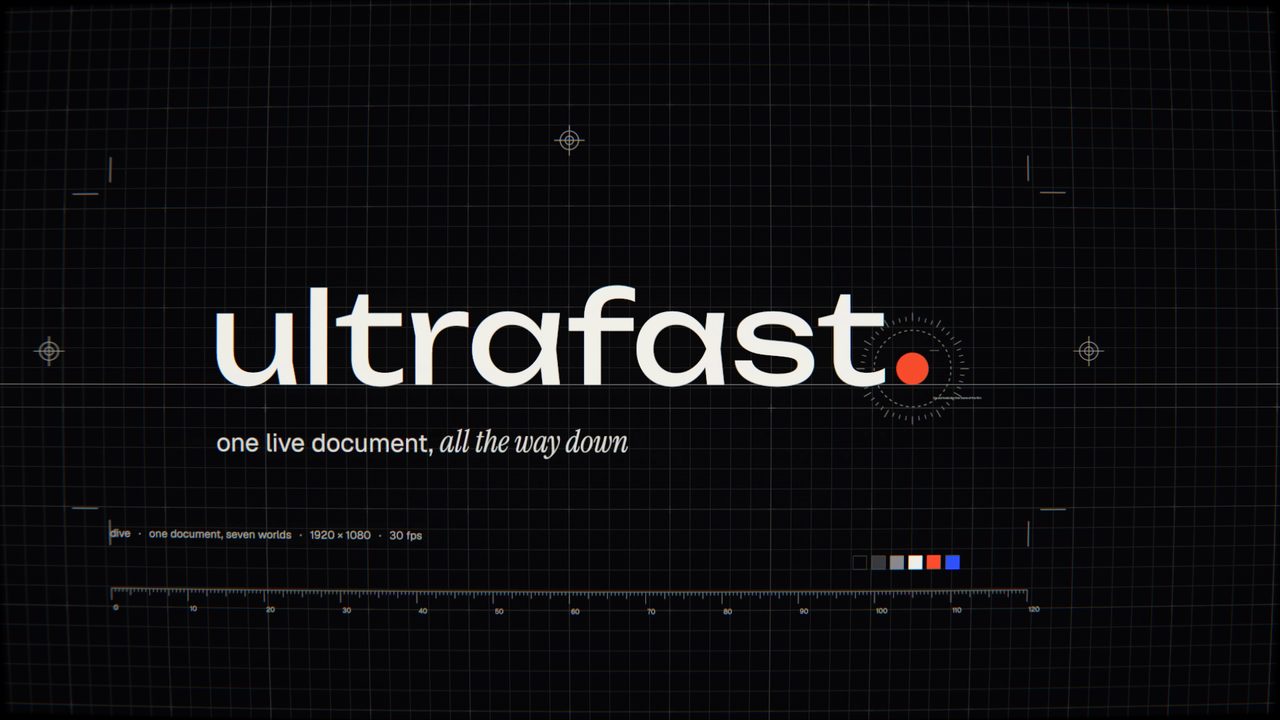 ultrafast.
one live document, all the way down
dive · one document, seven worlds · 1920 × 1080 · 30 fps
0 10 20 30 40 50 60 70 80 90 100 110 120